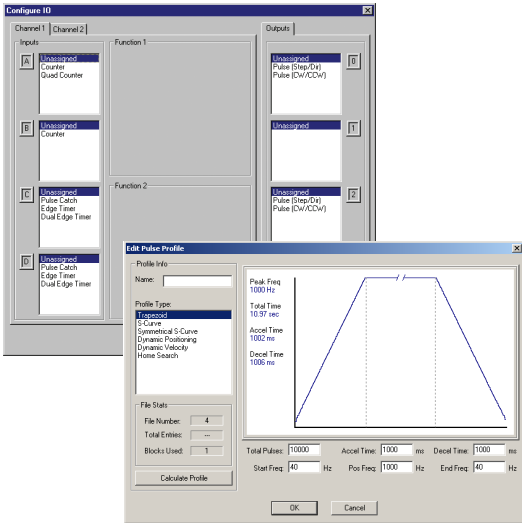 Configure IO
Channel 1 Channel 2
Outputs
Inputs
Function 1
A
Unassigned
Counter
Quad Counter
Unassigned
Pulse (Step/Dir)
Pulse (CW/CCW)
0
B
Unassigned
Counter
Unassigned
1
Function 2
C
Unassigned
Pulse Catch
Edge Timer
Dual Edge Timer
Unassigned
Pulse (Step/Dir)
Pulse (CW/CCW)
2
D
Unassigned
Pulse Catch
Edge Timer
Dual Edge Timer
Edit Pulse Profile
Profile Info
Name:
Profile Type:
Trapezoid
S-Curve
Symmetrical S-Curve
Dynamic Positioning
Dynamic Velocity
Home Search
File Stats
File Number: 4
Total Entries: ---
Blocks Used: 1
Calculate Profile
Peak Freq
1000 Hz
Total Time
10.97 sec
Accel Time
1002 ms
Decel Time
1006 ms
Total Pulses: 10000 Accel Time: 1000 ms Decel Time: 1000 ms
Start Freq: 40 Hz Pos Freq: 1000 Hz End Freq: 40 Hz
OK Cancel